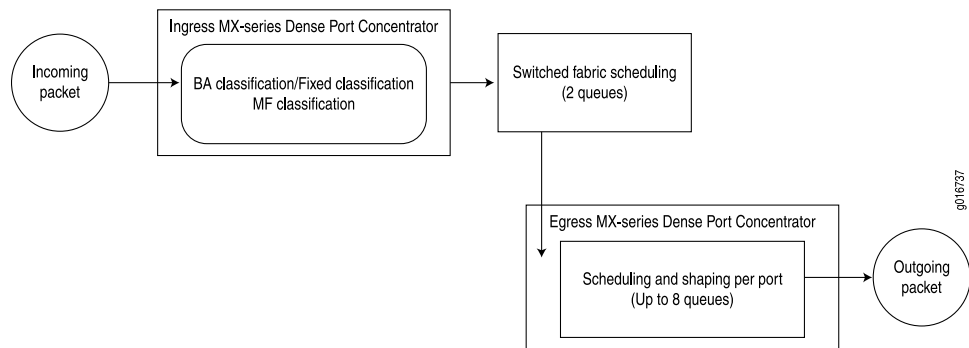 Ingress MX-series Dense Port Concentrator
Incoming
packet
BA classification/Fixed classification
MF classification
Switched fabric scheduling
(2 queues)
Egress MX-series Dense Port Concentrator
Scheduling and shaping per port
(Up to 8 queues)
Outgoing
packet
g016737